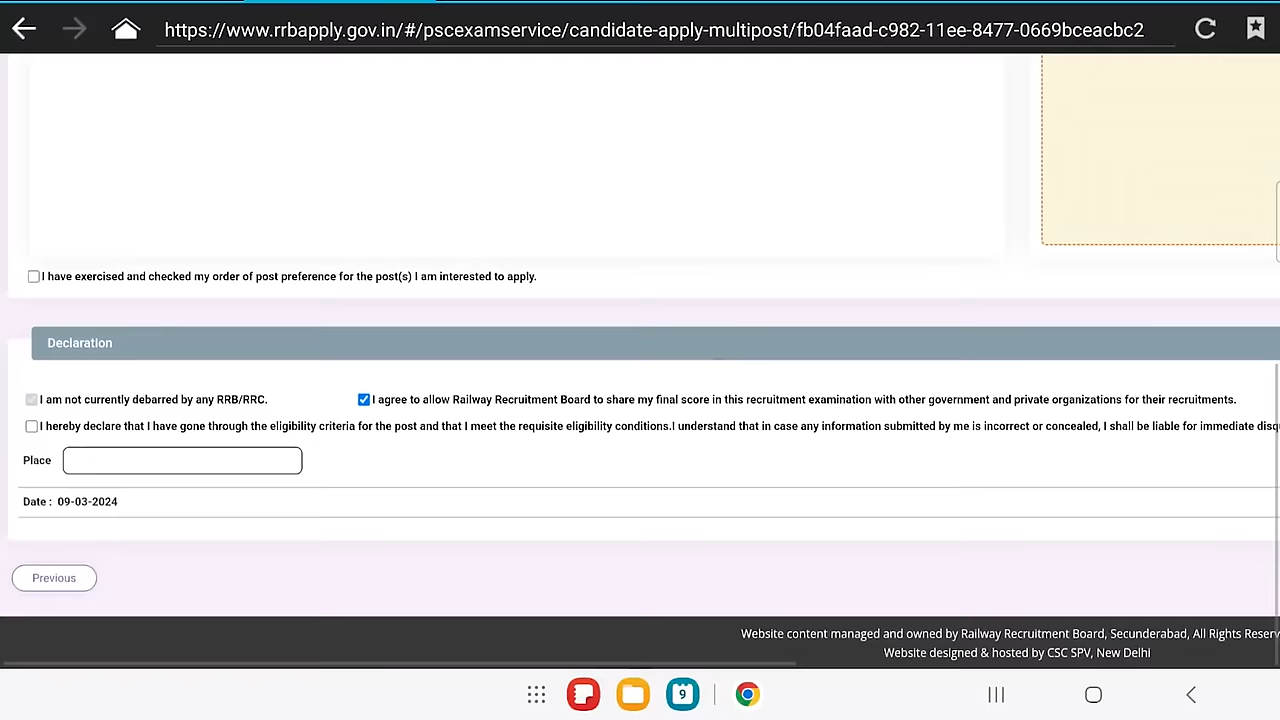 https://www.rrbapply.gov.in/#/pscexamservice/candidate-apply-multipost/fb04faad-c982-11ee-8477-0669bceacbc2
I have exercised and checked my order of post preference for the post(s) I am interested to apply.
Declaration
I am not currently debarred by any RRB/RRC. I agree to allow Railway Recruitment Board to share my final score in this recruitment examination with other government and private organizations for their recruitments.
I hereby declare that I have gone through the eligibility criteria for the post and that I meet the requisite eligibility conditions.I understand that in case any information submitted by me is incorrect or concealed, I shall be liable for immediate disq
Place
Date : 09-03-2024
Previous
Website content managed and owned by Railway Recruitment Board, Secunderabad, All Rights Reserv
Website designed & hosted by CSC SPV, New Delhi
9